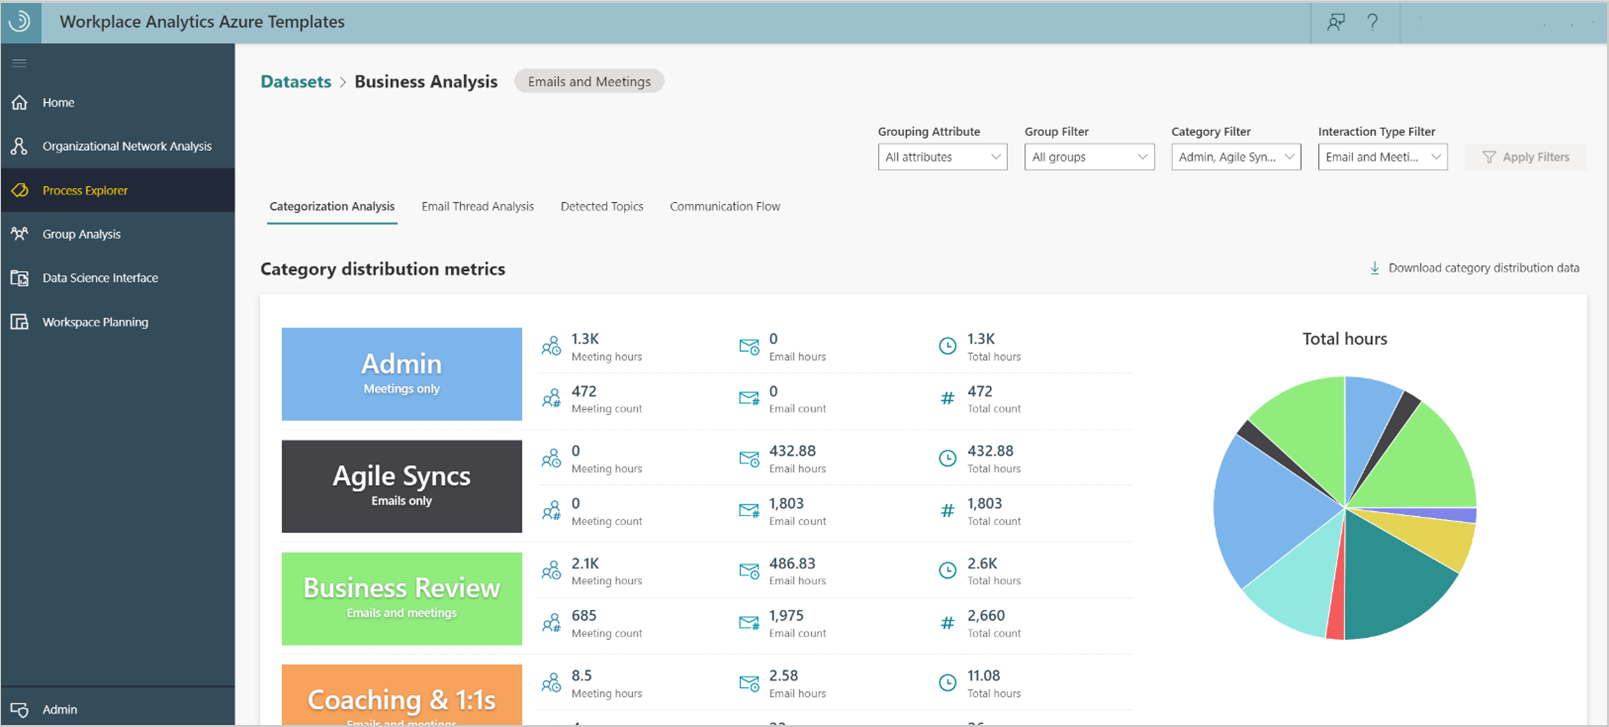 Workplace Analytics Azure Templates
?
Home
Organizational Network Analysis
Process Explorer
Group Analysis
Data Science Interface
Workspace Planning
Admin
Datasets > Business Analysis Emails and Meetings
Grouping Attribute Group Filter Category Filter Interaction Type Filter
All attributes All groups Admin, Agile Syn... Email and Meeti... Apply Filters
Categorization Analysis Email Thread Analysis Detected Topics Communication Flow
Category distribution metrics Download category distribution data
Admin
Meetings only
1.3K 0 1.3K
Meeting hours Email hours Total hours
472 0 # 472
Meeting count Email count Total count
Agile Syncs
Emails only
0 432.88 432.88
Meeting hours Email hours Total hours
0 1,803 # 1,803
Meeting count Email count Total count
Business Review
Emails and meetings
2.1K 486.83 2.6K
Meeting hours Email hours Total hours
685 1,975 # 2,660
Meeting count Email count Total count
Coaching & 1:1s
Emails and meetings
8.5 2.58 11.08
Meeting hours Email hours Total hours
Total hours